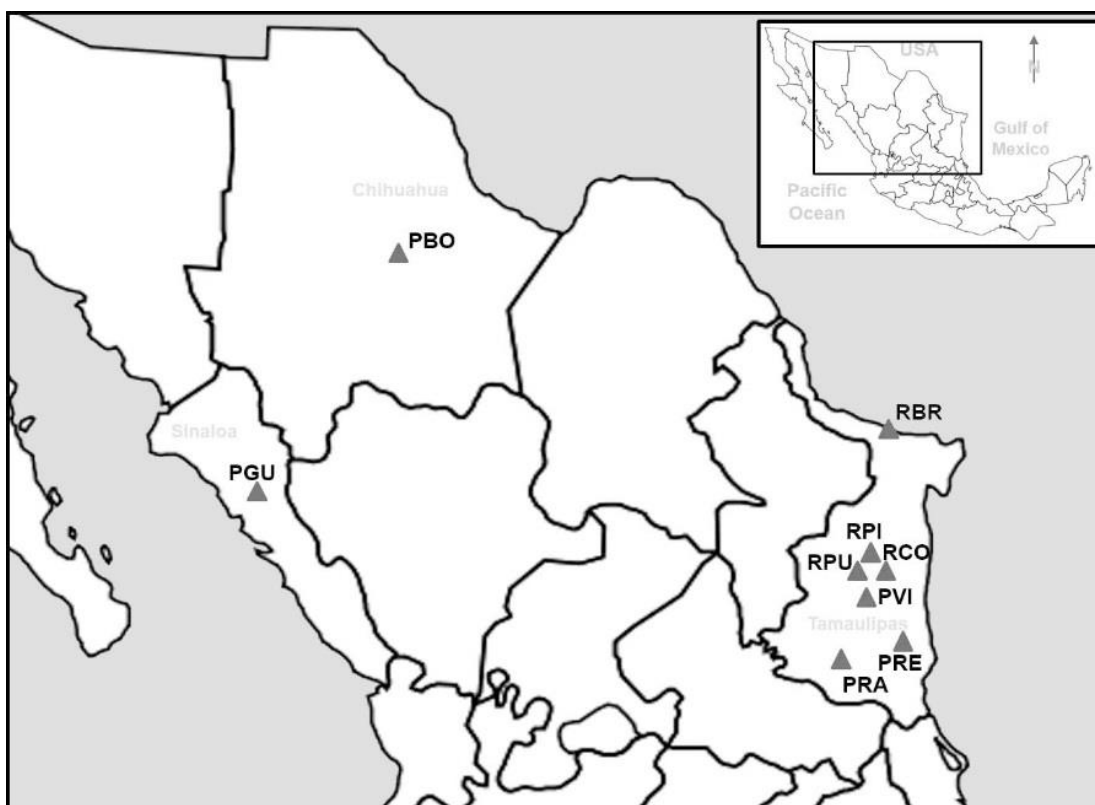 USA
N
Gulf of
Mexico
Pacific
Ocean
Chihuahua
PBO
RBR
Sinaloa
PGU
RPI
RPU
RCO
PVI
Tamaulipas
PRE
PRA